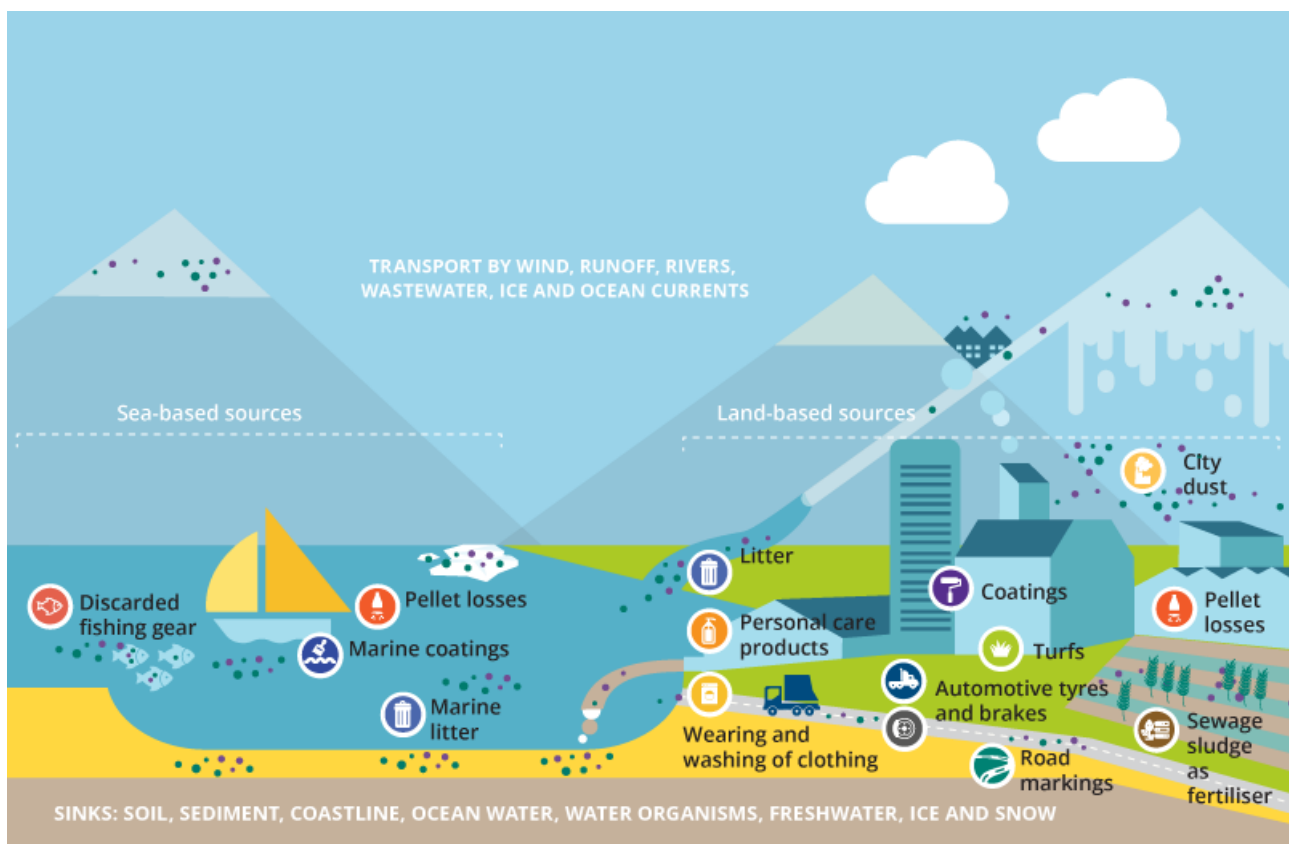 TRANSPORT BY WIND, RUNOFF, RIVERS,
WASTEWATER, ICE AND OCEAN CURRENTS
Sea-based sources
Land-based sources
City
dust
Discarded
fishing gear
Pellet losses
Marine coatings
Marine
litter
Litter
Personal care
products
Wearing and
washing of clothing
Coatings
Turfs
Automotive tyres
and brakes
Road
markings
Pellet
losses
Sewage
sludge
as
fertiliser
SINKS: SOIL, SEDIMENT, COASTLINE, OCEAN WATER, WATER ORGANISMS, FRESHWATER, ICE AND SNOW